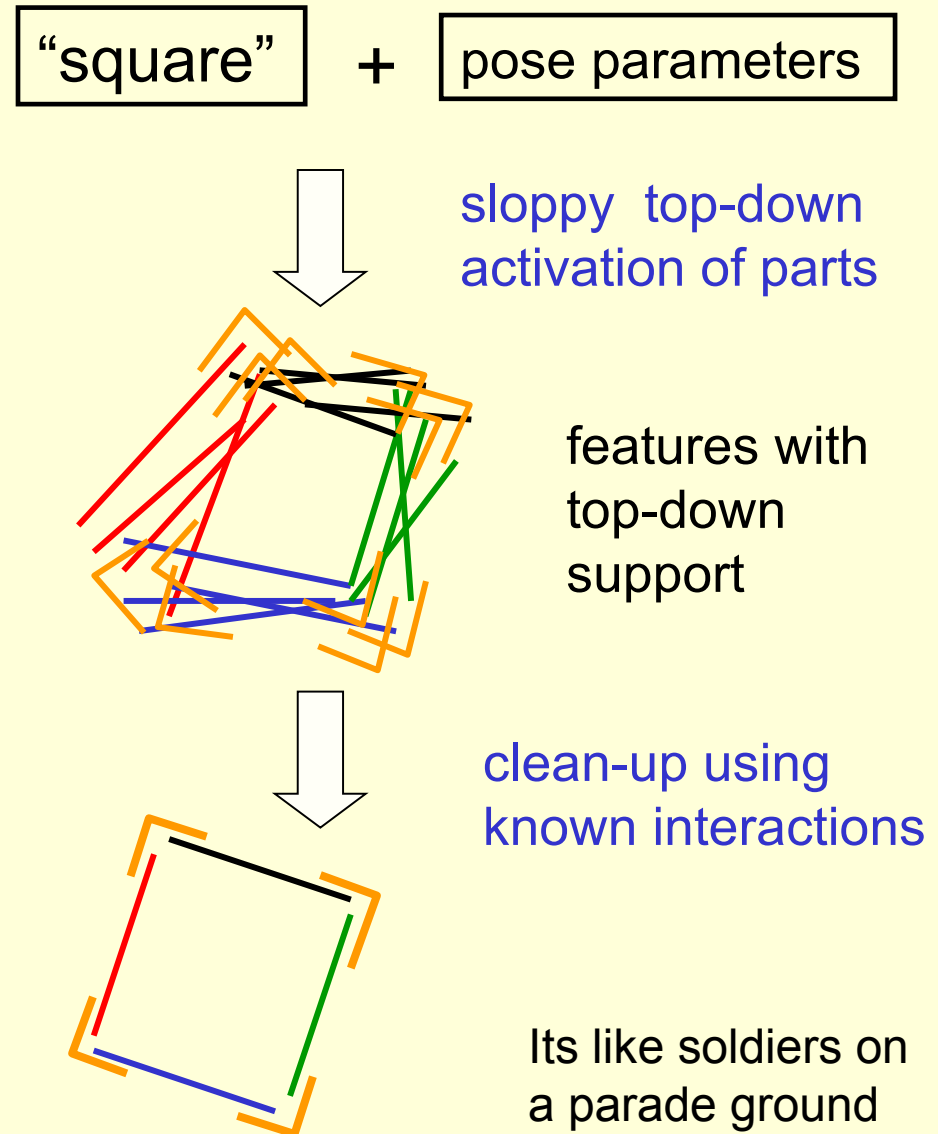 “square” + pose parameters
sloppy top-down
activation of parts
features with
top-down
support
clean-up using
known interactions
Its like soldiers on
a parade ground